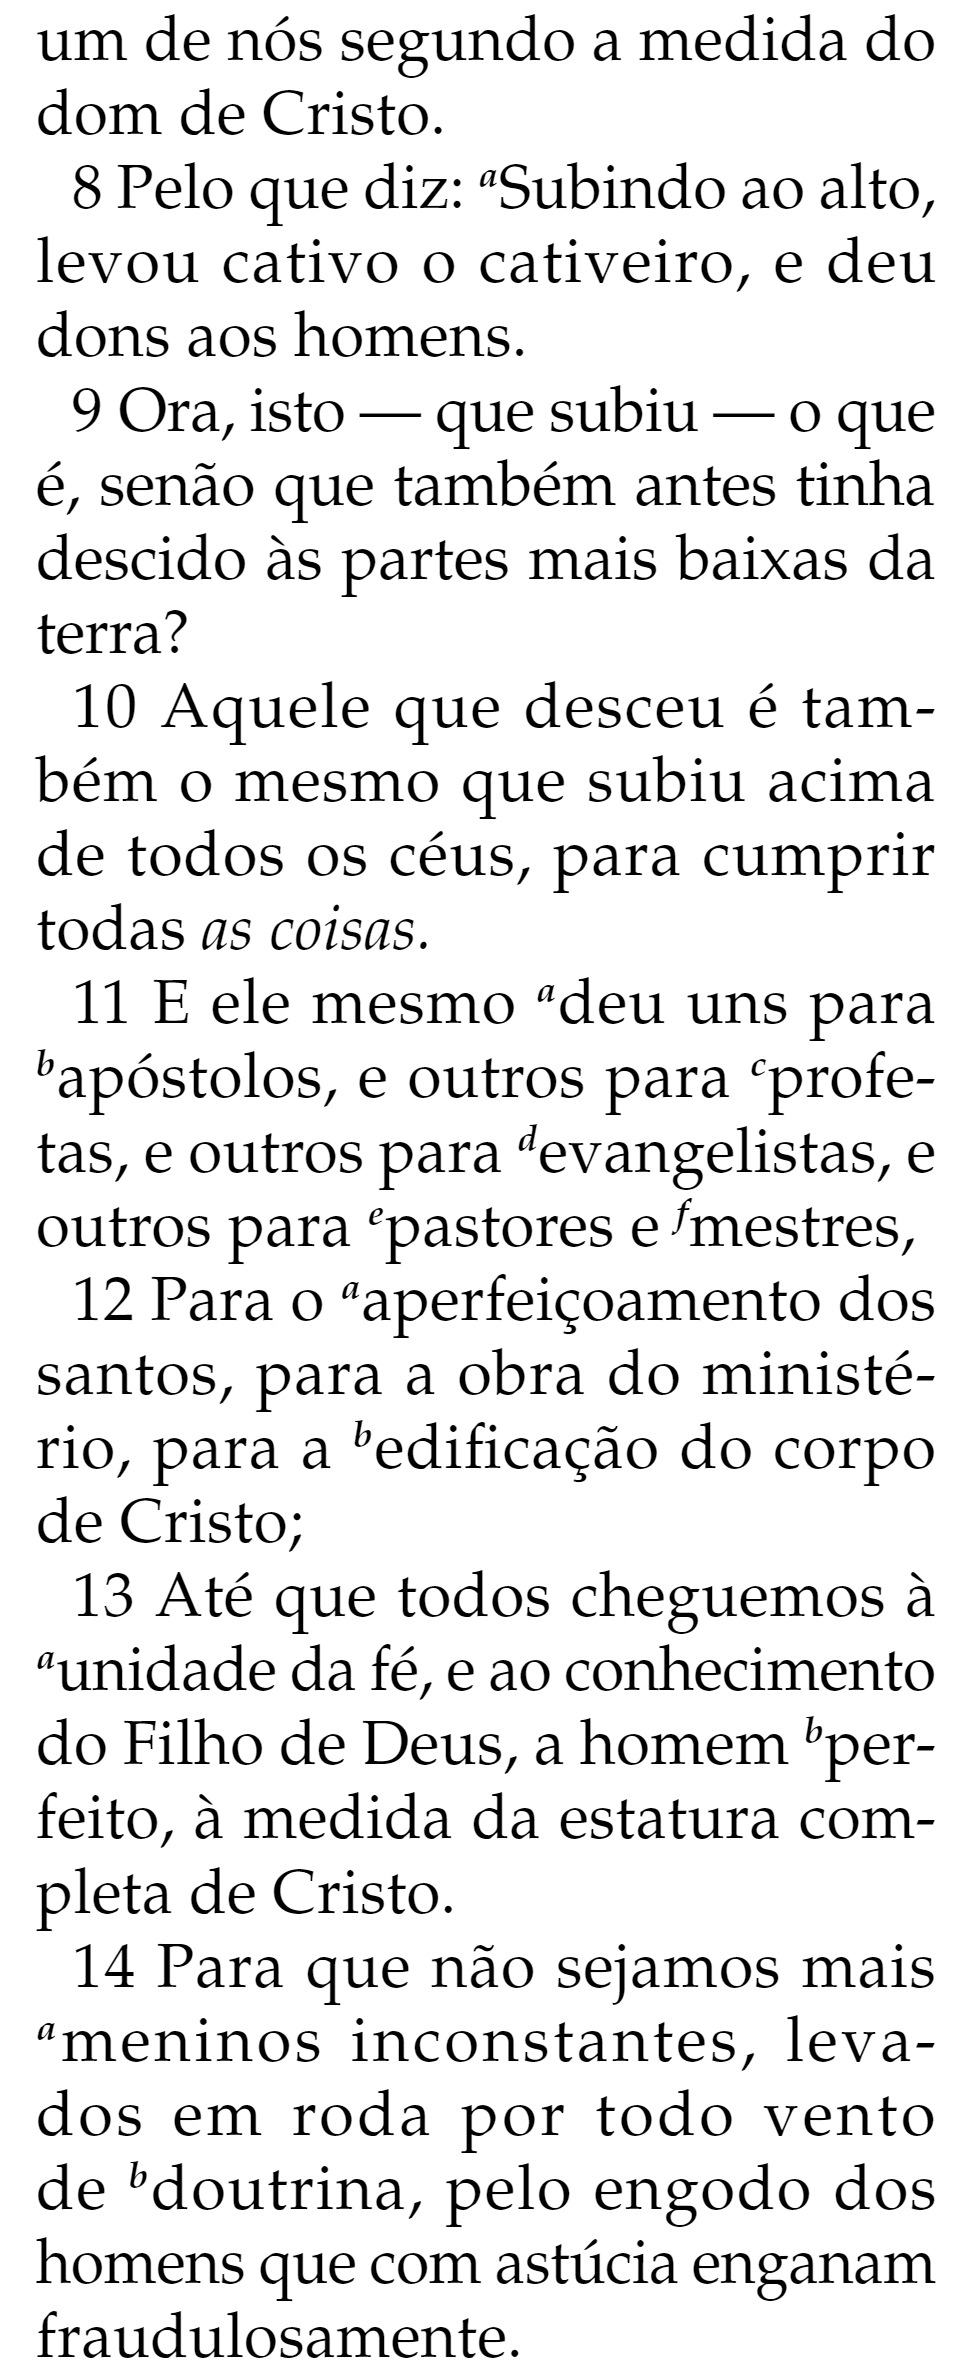 um de nós segundo a medida do
dom de Cristo.
8 Pelo que diz: ᵃSubindo ao alto,
levou cativo o cativeiro, e deu
dons aos homens.
9 Ora, isto — que subiu — o que
é, senão que também antes tinha
descido às partes mais baixas da
terra?
10 Aquele que desceu é tam-
bém o mesmo que subiu acima
de todos os céus, para cumprir
todas as coisas.
11 E ele mesmo ᵃdeu uns para
ᵇapóstolos, e outros para ᶜprofe-
tas, e outros para ᵈevangelistas, e
outros para ᵉpastores e ᶠmestres,
12 Para o ᵃaperfeiçoamento dos
santos, para a obra do ministé-
rio, para a ᵇedificação do corpo
de Cristo;
13 Até que todos cheguemos à
ᵃunidade da fé, e ao conhecimento
do Filho de Deus, a homem ᵇper-
feito, à medida da estatura com-
pleta de Cristo.
14 Para que não sejamos mais
ᵃmeninos inconstantes, leva-
dos em roda por todo vento
de ᵇdoutrina, pelo engodo dos
homens que com astúcia enganam
fraudulosamente.